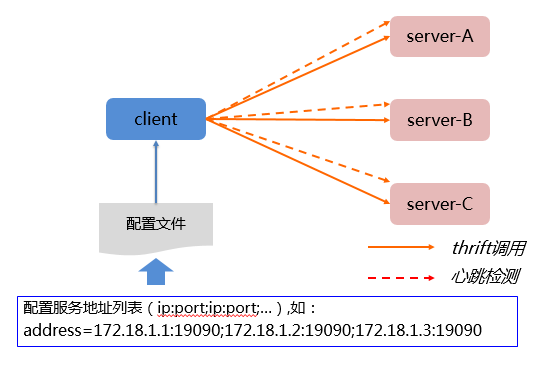 server-A
client
server-B
server-C
配置文件
thrift调用
心跳检测
配置服务地址列表（ip:port;ip:port;...）,如：
address=172.18.1.1:19090;172.18.1.2:19090;172.18.1.3:19090